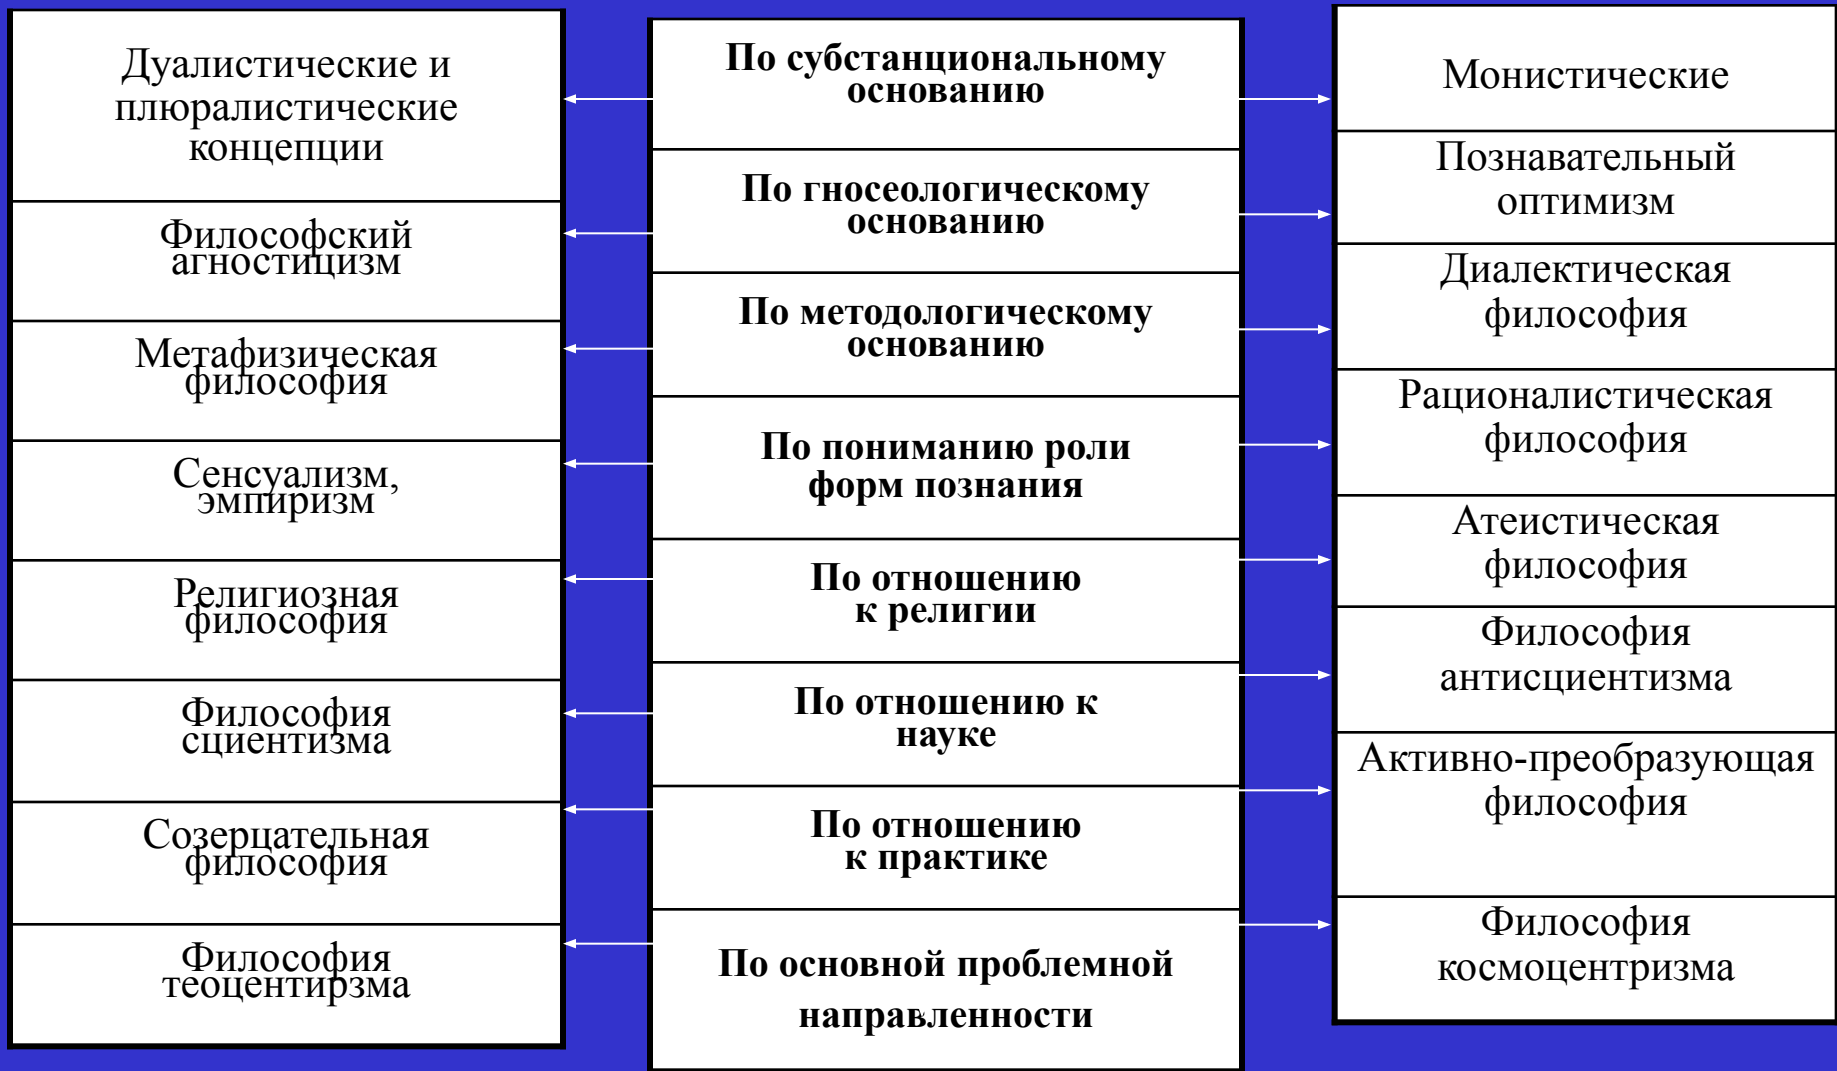 Дуалистические и
плюралистические
концепции
Философский
агностицизм
Метафизическая
философия
Сенсуализм,
эмпиризм
Религиозная
философия
Философия
сциентизма
Созерцательная
философия
Философия
теоцентирзма
По субстанциональному
основанию
По гносеологическому
основанию
По методологическому
основанию
По пониманию роли
форм познания
По отношению
к религии
По отношению к
науке
По отношению
к практике
По основной проблемной
направленности
Монистические
Познавательный
оптимизм
Диалектическая
философия
Рационалистическая
философия
Атеистическая
философия
Философия
антисциентизма
Активно-преобразующая
философия
Философия
космоцентризма